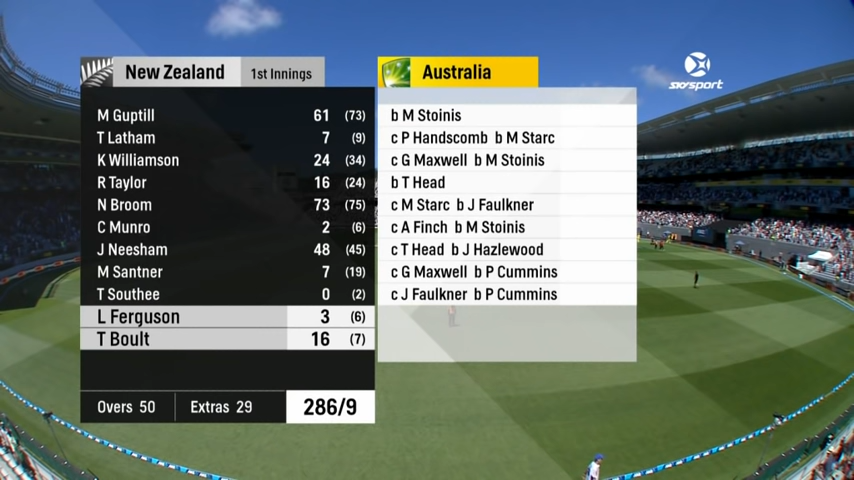 New Zealand 1st Innings Australia
sky sport
M Guptill 61 (73) b M Stoinis
T Latham 7 (9) c P Handscomb b M Starc
K Williamson 24 (34) c G Maxwell b M Stoinis
R Taylor 16 (24) b T Head
N Broom 73 (75) c M Starc b J Faulkner
C Munro 2 (6) c A Finch b M Stoinis
J Neesham 48 (45) c T Head b J Hazlewood
M Santner 7 (19) c G Maxwell b P Cummins
T Southee 0 (2) c J Faulkner b P Cummins
L Ferguson 3 (6)
T Boult 16 (7)
Overs 50 Extras 29 286/9